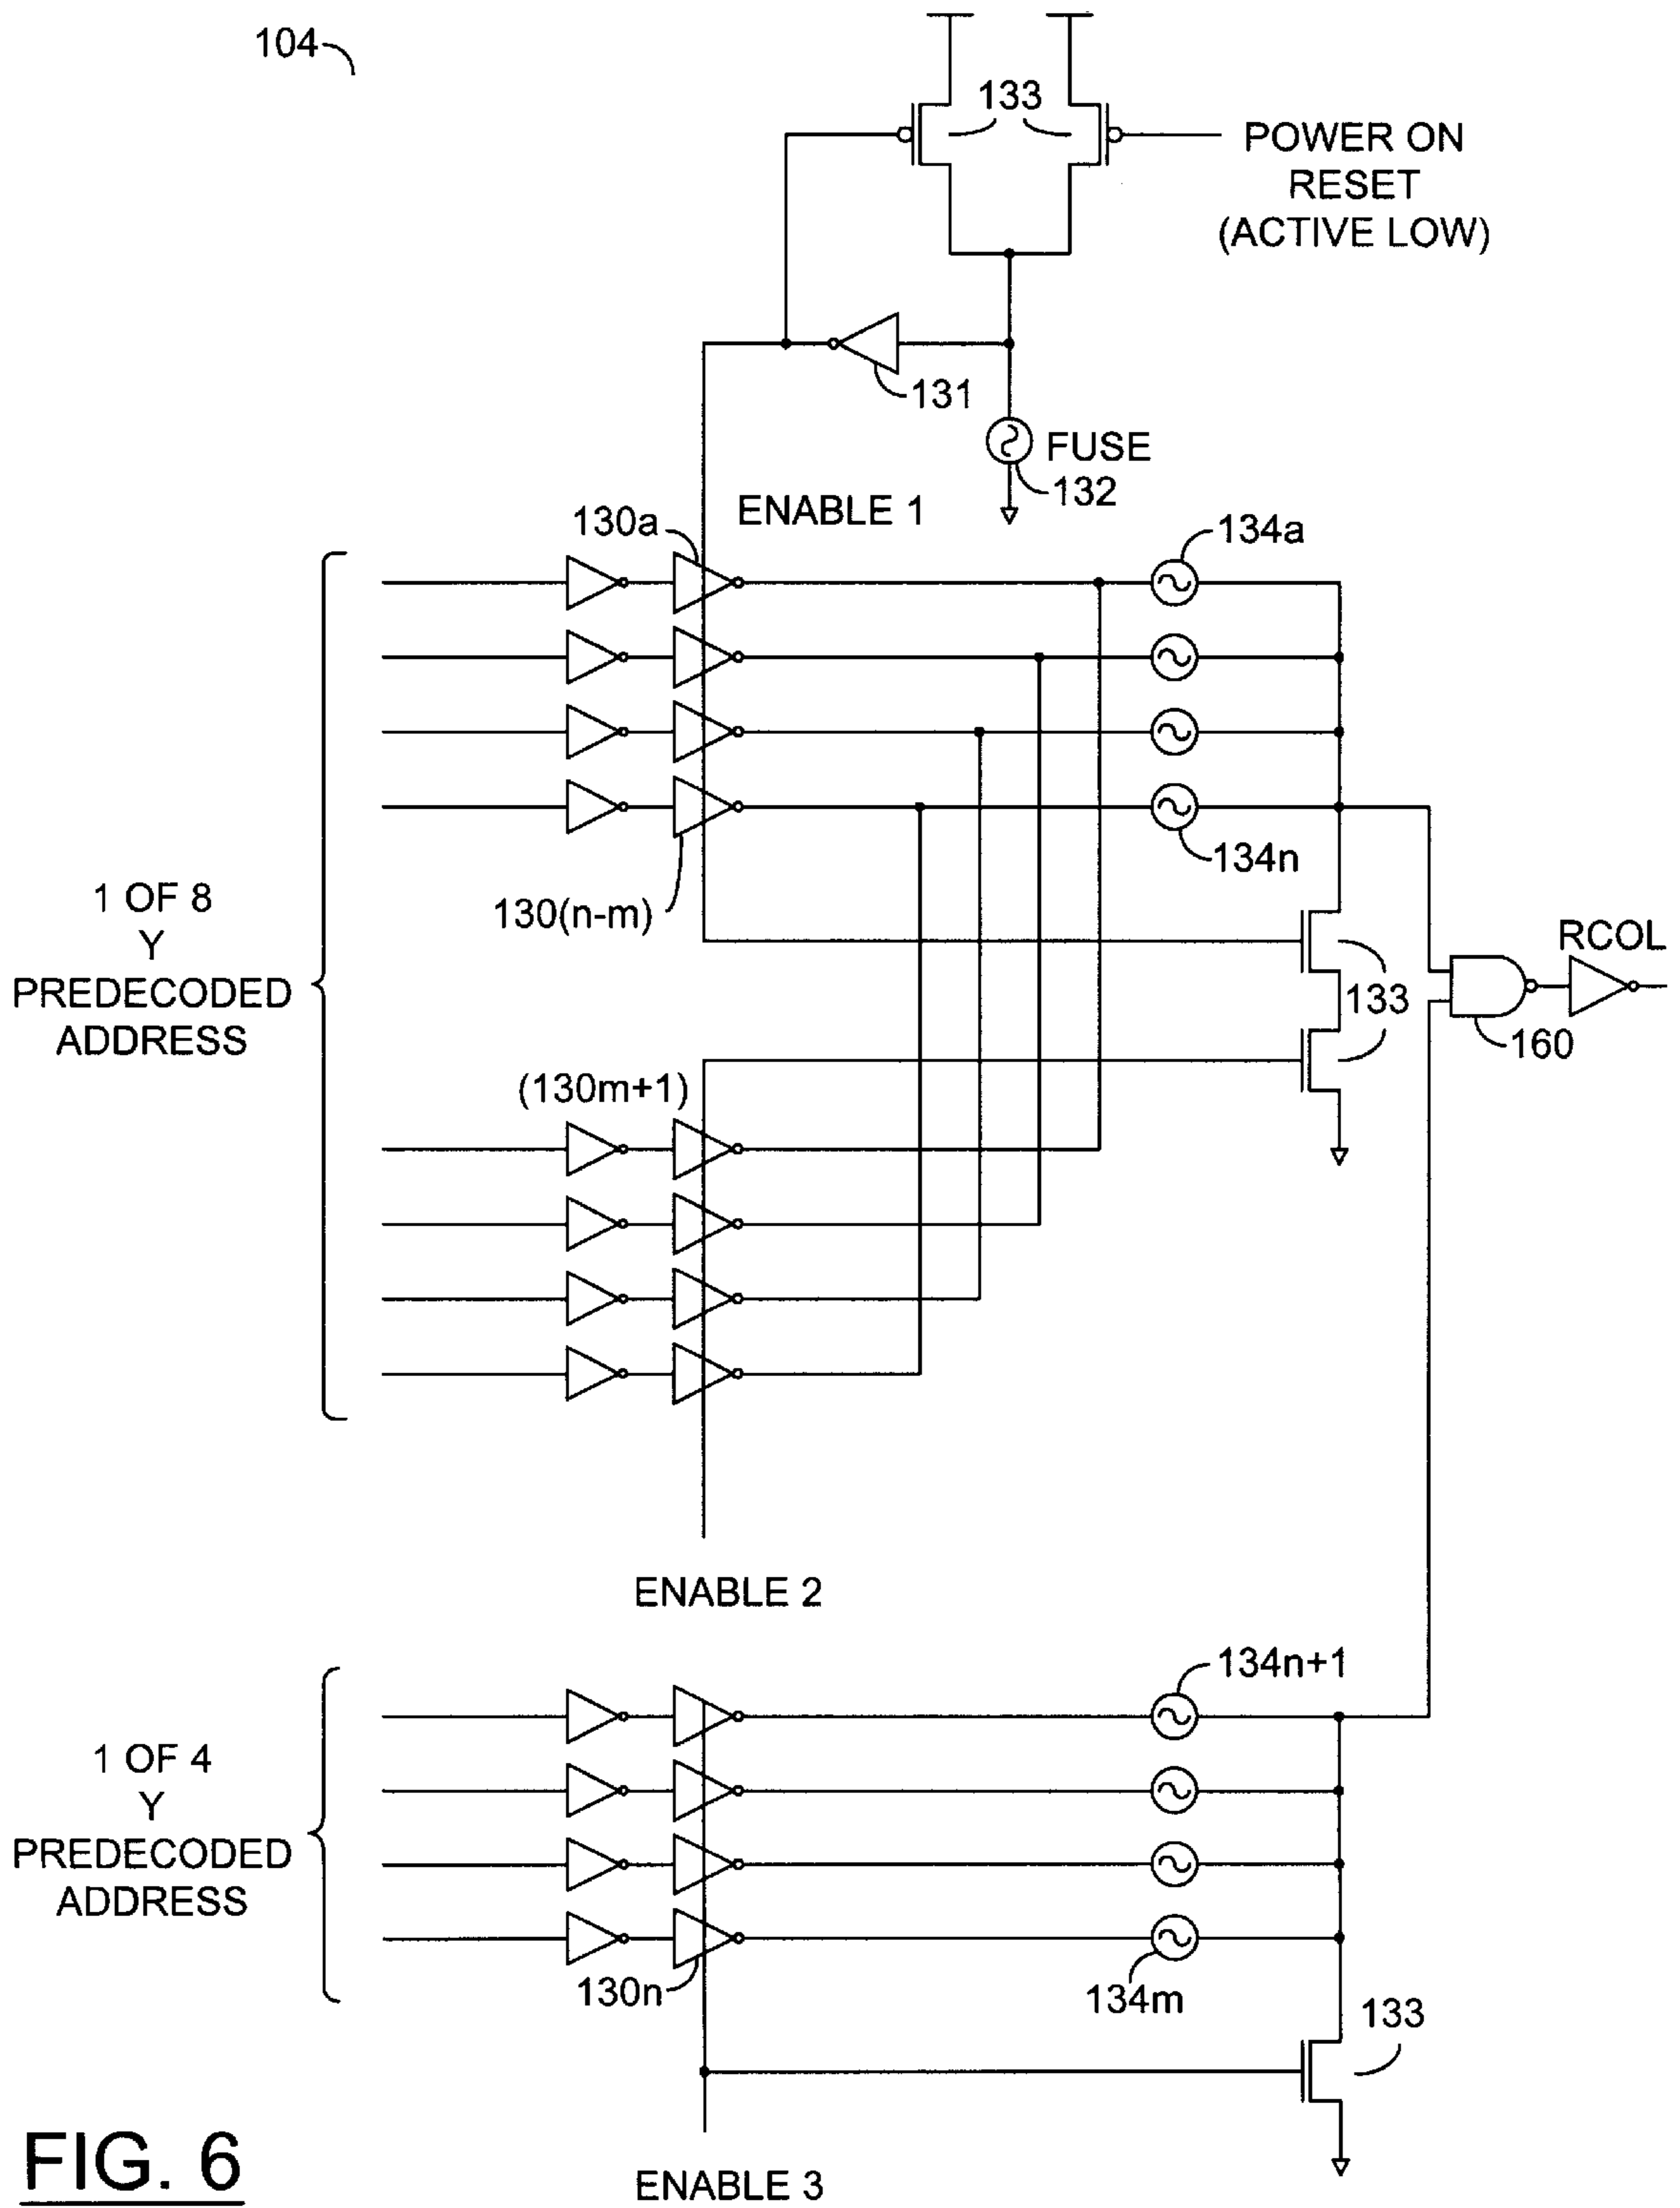 104
133
POWER ON
RESET
(ACTIVE LOW)
131
FUSE
132
ENABLE 1
130a
134a
134n
130(n-m)
1 OF 8
Y
PREDECODED
ADDRESS
RCOL
133
160
(130m+1)
ENABLE 2
134n+1
1 OF 4
Y
PREDECODED
ADDRESS
130n
134m
133
ENABLE 3
FIG. 6